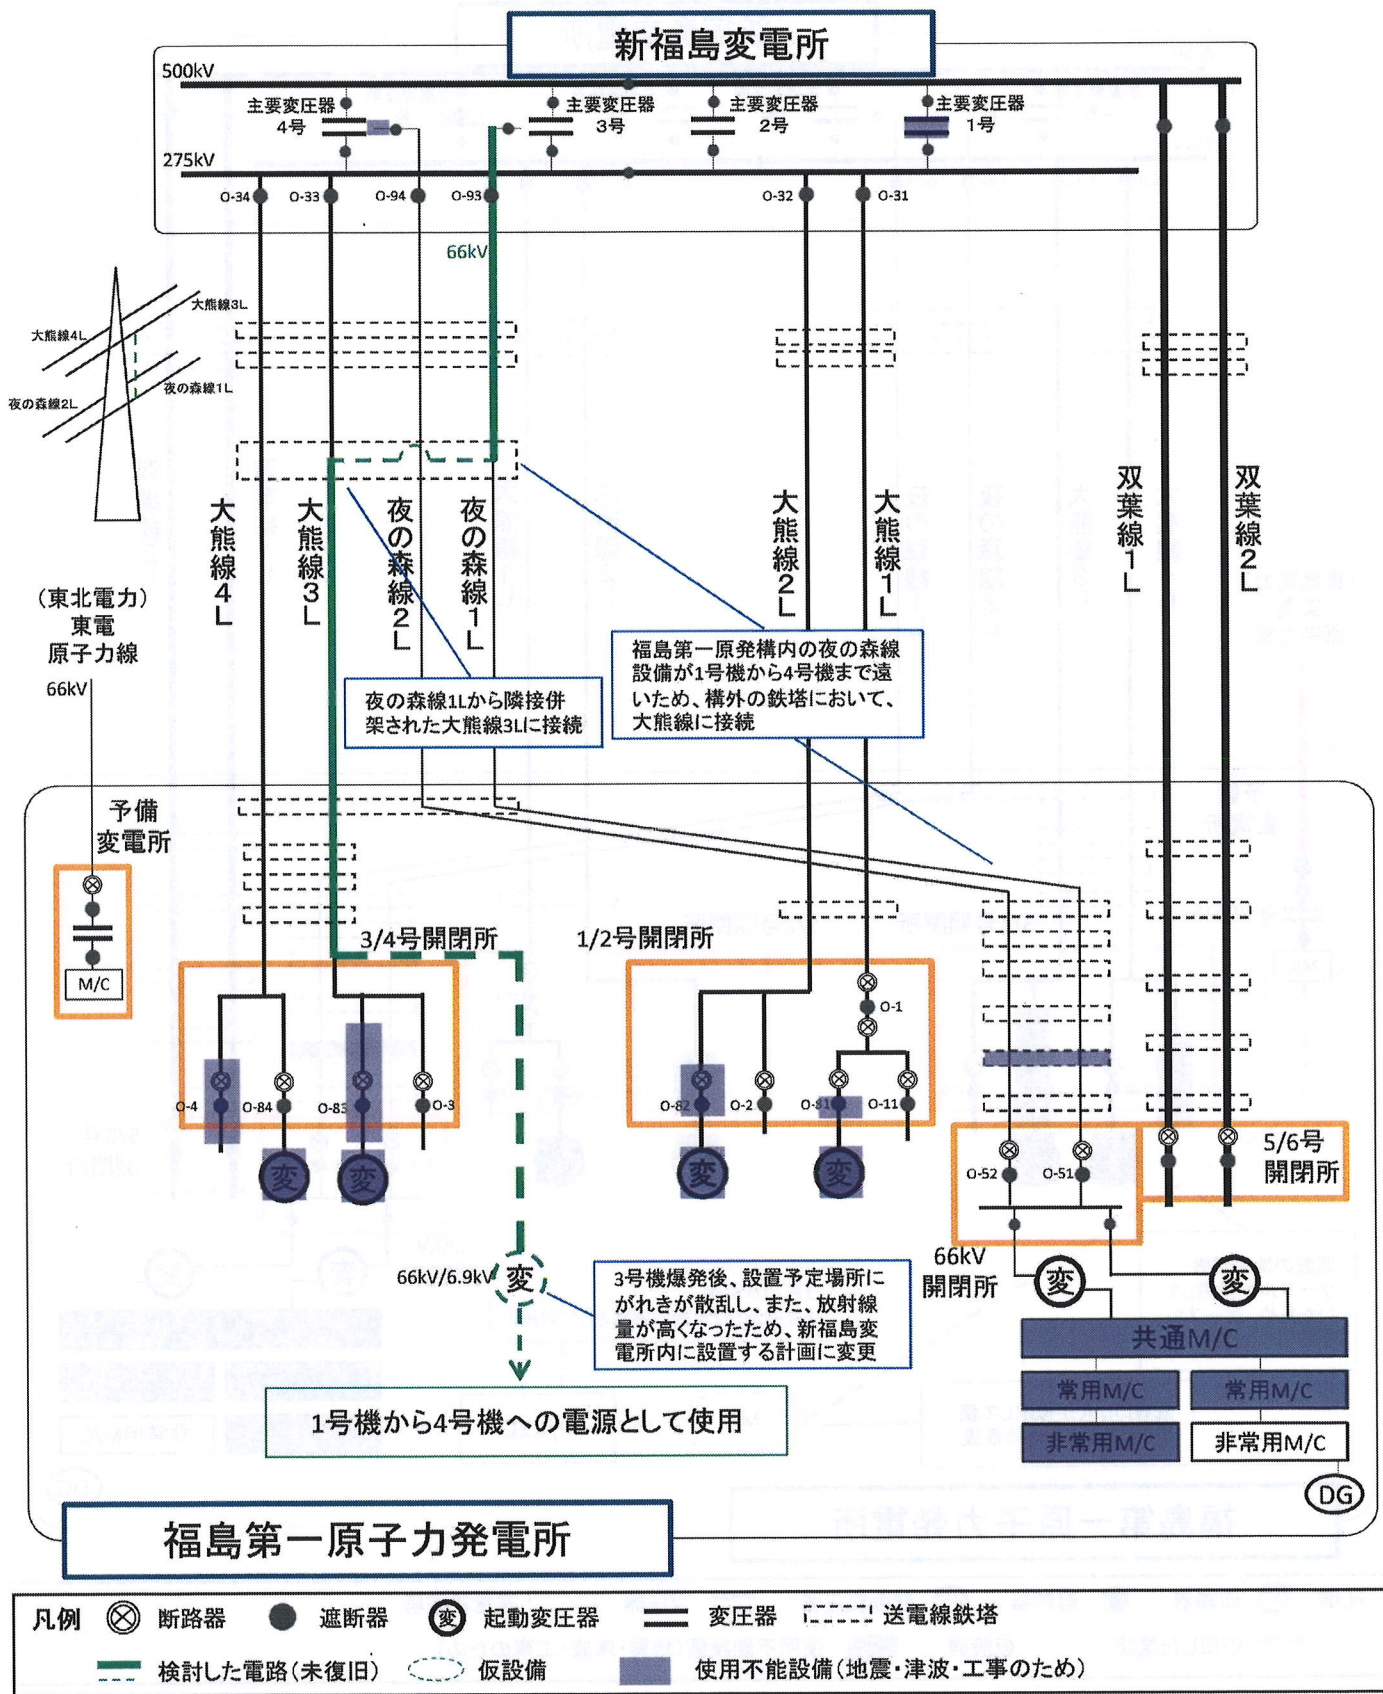 新福島変電所
500kV
主要変圧器
4号
主要変圧器
3号
主要変圧器
2号
主要変圧器
1号
275kV
O-34
O-33
O-94
O-93
O-32
O-31
66kV
大熊線3L
大熊線4L
夜の森線1L
夜の森線2L
大熊線4L
大熊線3L
夜の森線2L
夜の森線1L
大熊線2L
大熊線1L
双葉線1L
双葉線2L
(東北電力)
東電
原子力線
66kV
夜の森線1Lから隣接併
架された大熊線3Lに接続
福島第一原発構内の夜の森線
設備が1号機から4号機まで遠
いため、構外の鉄塔において、
大熊線に接続
予備
変電所
M/C
3/4号開閉所
1/2号開閉所
O-1
O-4
O-84
O-83
O-3
O-82
O-2
O-81
O-11
変
変
変
変
O-52
O-51
5/6号
開閉所
66kV
開閉所
変
変
66kV/6.9kV
変
3号機爆発後、設置予定場所に
がれきが散乱し、また、放射線
量が高くなったため、新福島変
電所内に設置する計画に変更
共通M/C
常用M/C
常用M/C
非常用M/C
非常用M/C
DG
1号機から4号機への電源として使用
福島第一原子力発電所
凡例
断路器
遮断器
変
起動変圧器
変圧器
送電線鉄塔
検討した電路(未復旧)
仮設備
使用不能設備(地震・津波・工事のため)